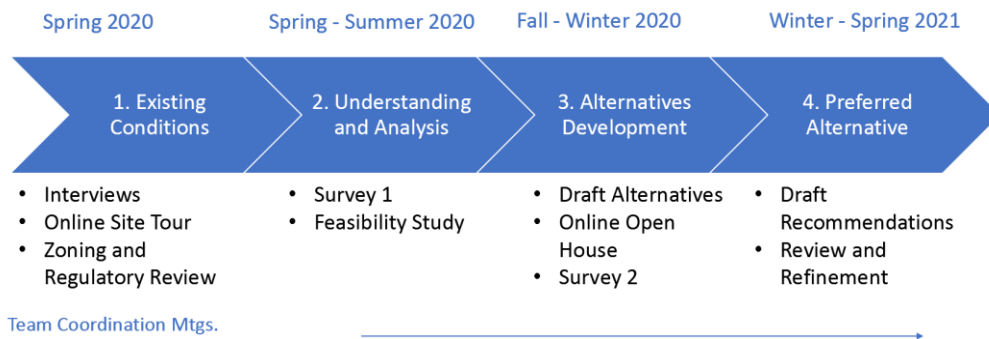 Spring 2020
Spring - Summer 2020
Fall - Winter 2020
Winter - Spring 2021
1. Existing
Conditions
2. Understanding
and Analysis
3. Alternatives
Development
4. Preferred
Alternative
• Interviews
• Online Site Tour
• Zoning and
Regulatory Review
• Survey 1
• Feasibility Study
• Draft Alternatives
• Online Open
House
• Survey 2
• Draft
Recommendations
• Review and
Refinement
Team Coordination Mtgs.